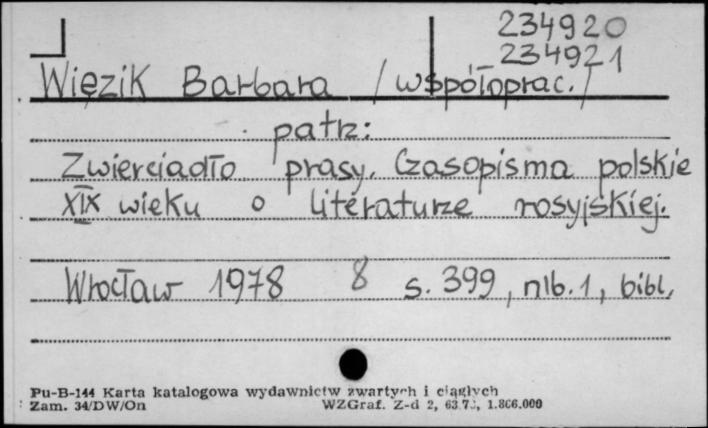 234920
234921
Więzik Barbara /współoprac./
patrz:
Zwierciadło prasy. Czasopisma polskie
XIX wieku o literaturze rosyjskiej.
Wrocław 1978 8 s. 399, nlb. 1, bibl,
Pu-B-144 Karta katalogowa wydawnictw zwartych i ciągłych
Zam. 34/DW/On WZGraf. Z-d 2, 1.866.000